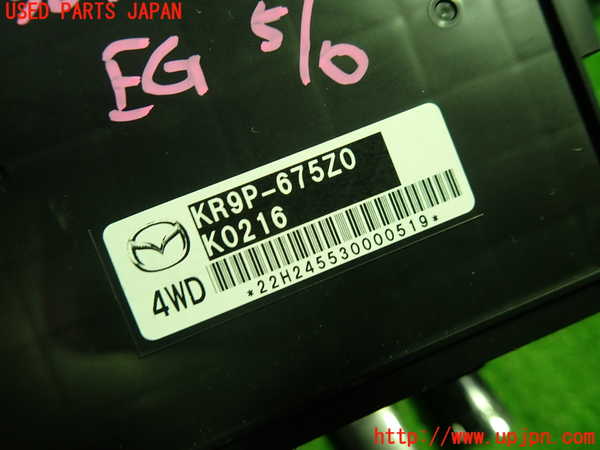 USED PARTS JAPAN
EG 5/0
KR9P-675Z0
K0216
4WD
*22H245530000519*
http://www.upjpn.com